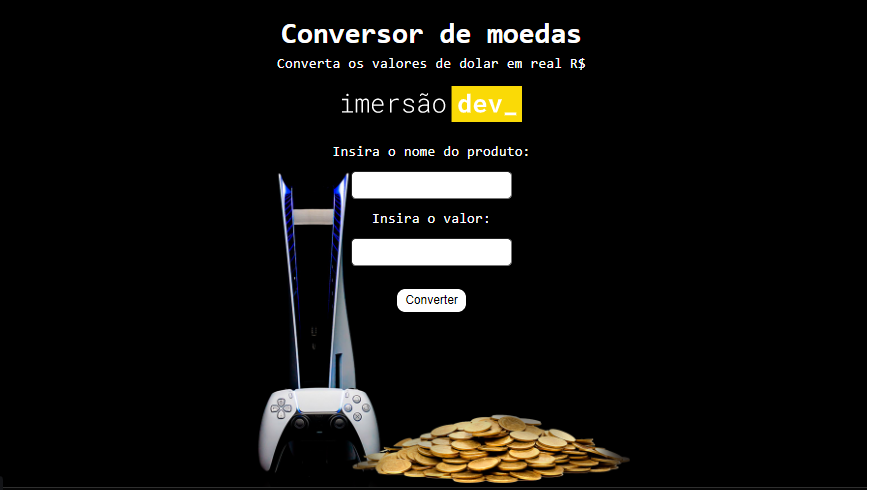 Conversor de moedas
Converta os valores de dolar em real R$
imersão dev_
Insira o nome do produto:
Insira o valor:
Converter